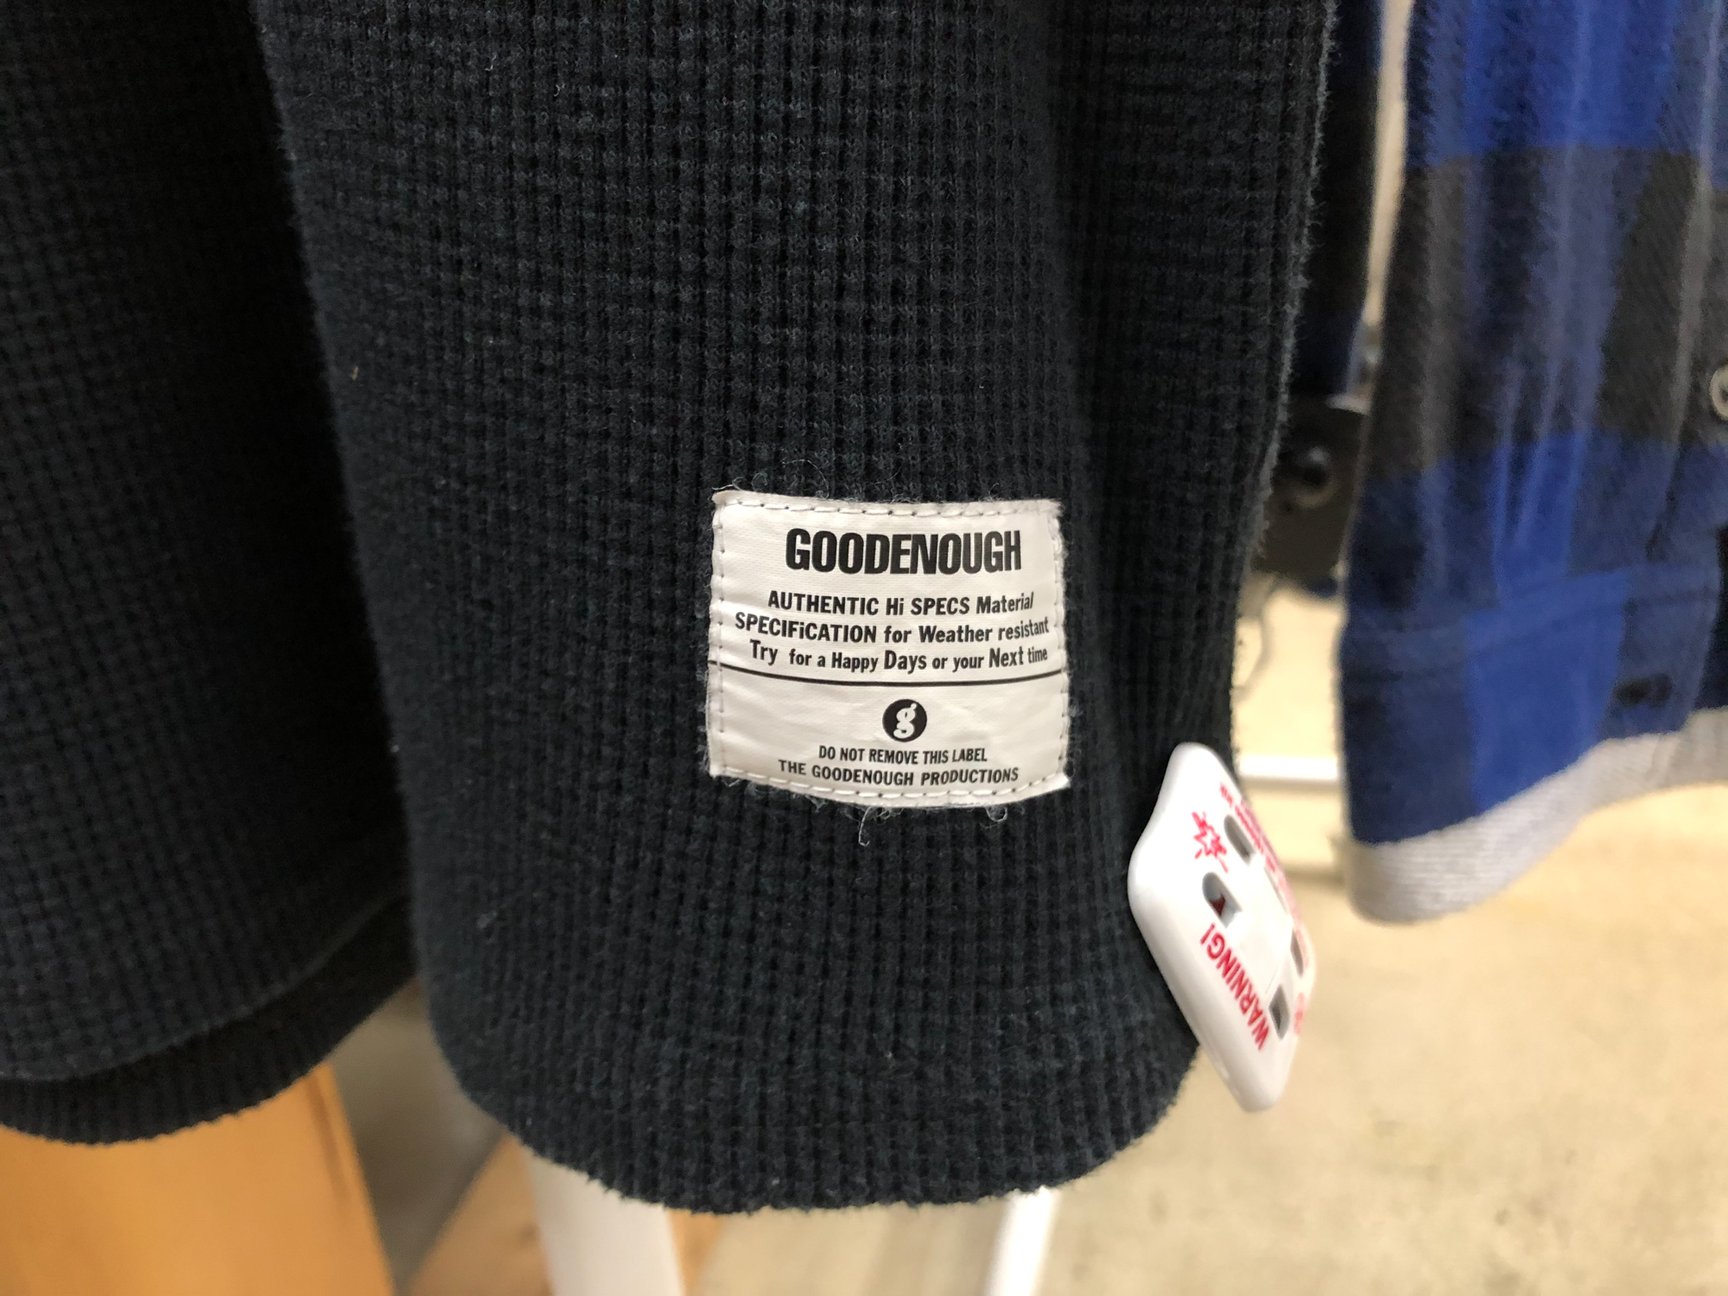 GOODENOUGH
AUTHENTIC Hi SPECS Material
SPECIFiCATION for Weather resistant
Try for a Happy Days or your Next time
g
DO NOT REMOVE THIS LABEL
THE GOODENOUGH PRODUCTIONS
WARNING!